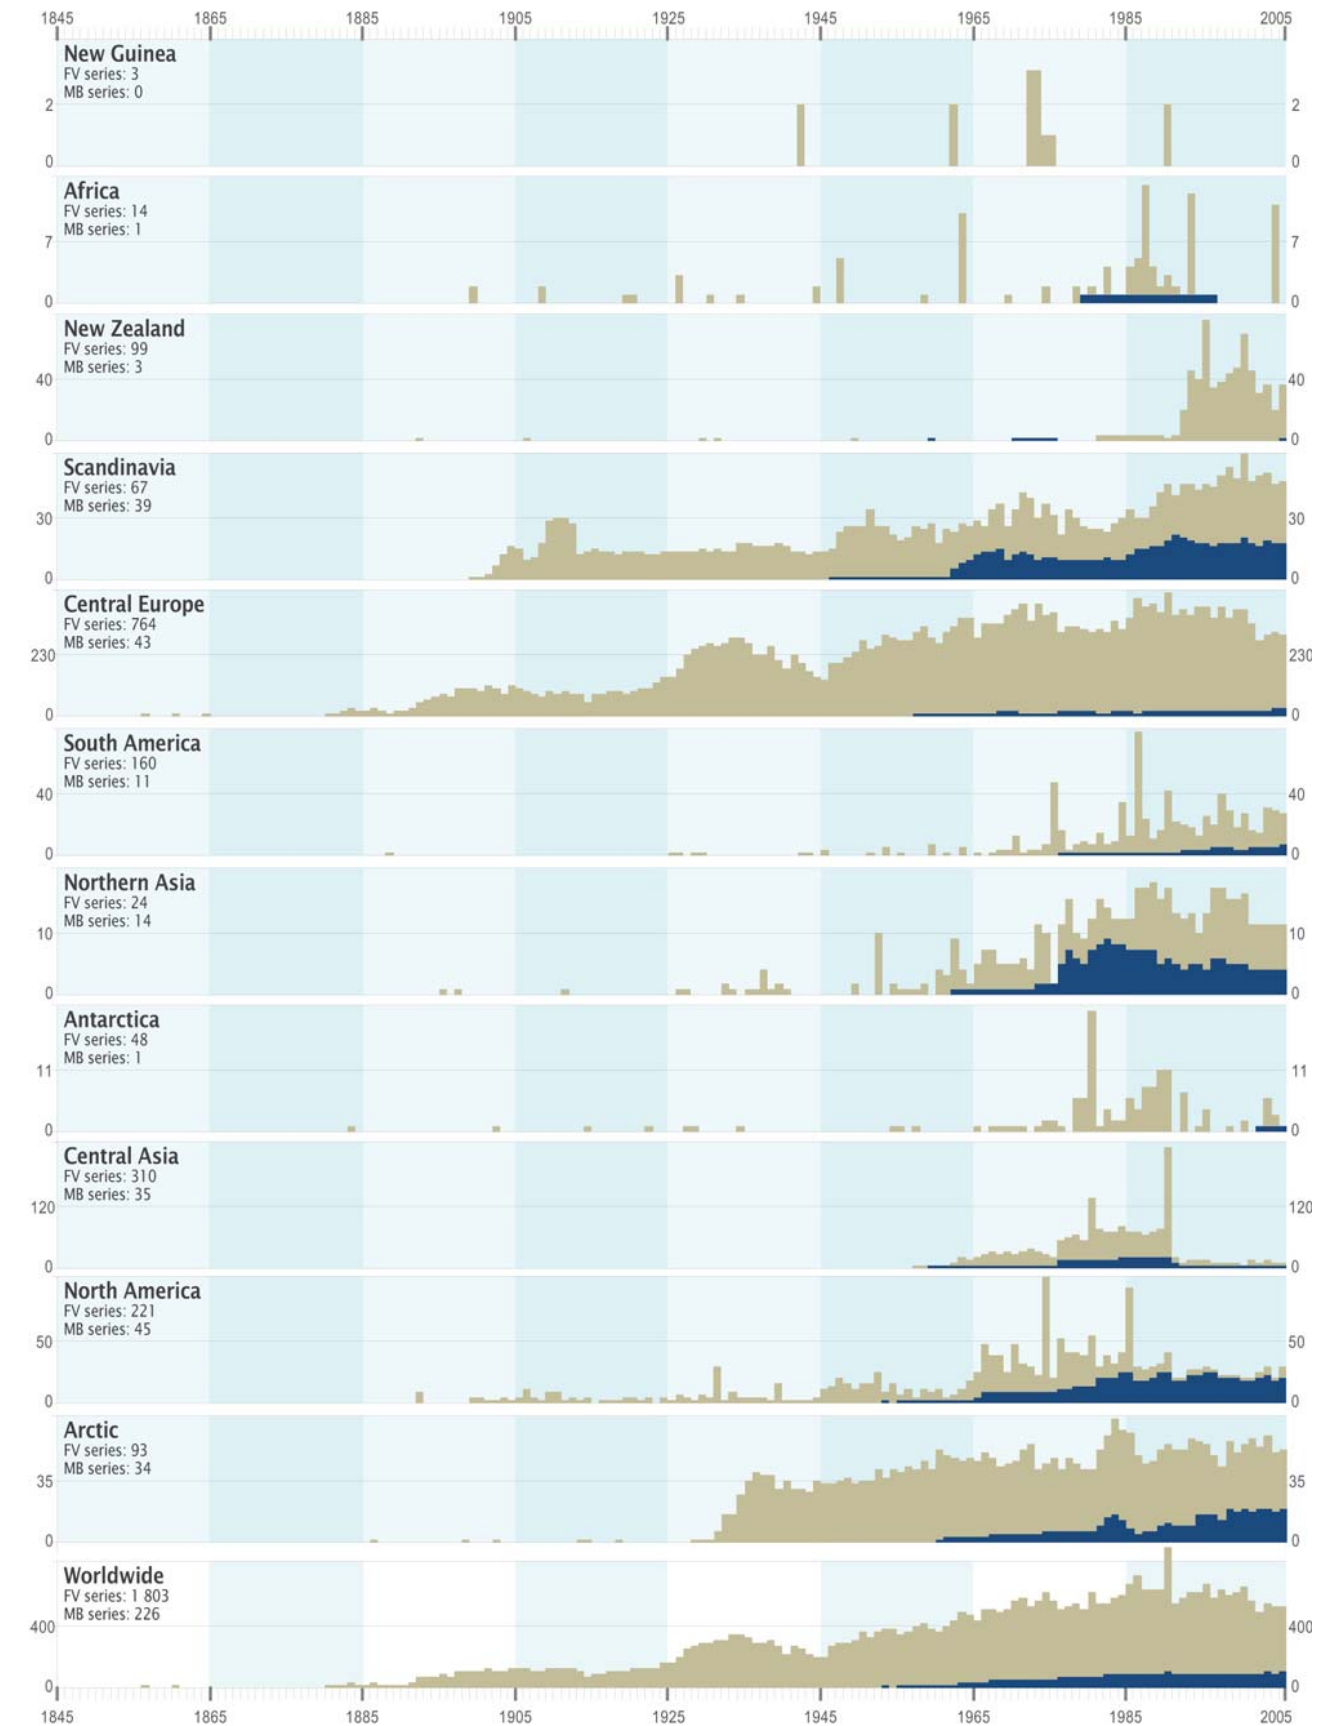 1845 1865 1885 1905 1925 1945 1965 1985 2005
New Guinea
FV series: 3
MB series: 0
2 2
0 0
Africa
FV series: 14
MB series: 1
7 7
0 0
New Zealand
FV series: 99
MB series: 3
40 40
0 0
Scandinavia
FV series: 67
MB series: 39
30 30
0 0
Central Europe
FV series: 764
MB series: 43
230 230
0 0
South America
FV series: 160
MB series: 11
40 40
0 0
Northern Asia
FV series: 24
MB series: 14
10 10
0 0
Antarctica
FV series: 48
MB series: 1
11 11
0 0
Central Asia
FV series: 310
MB series: 35
120 120
0 0
North America
FV series: 221
MB series: 45
50 50
0 0
Arctic
FV series: 93
MB series: 34
35 35
0 0
Worldwide
FV series: 1 803
MB series: 226
400 400
0 0
1845 1865 1885 1905 1925 1945 1965 1985 2005